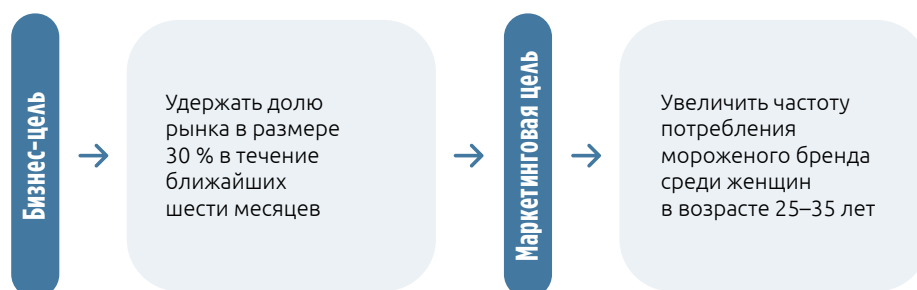 Бизнес-цель
Удержать долю
рынка в размере
30 % в течение
ближайших
шести месяцев
Маркетинговая цель
Увеличить частоту
потребления
мороженого бренда
среди женщин
в возрасте 25–35 лет